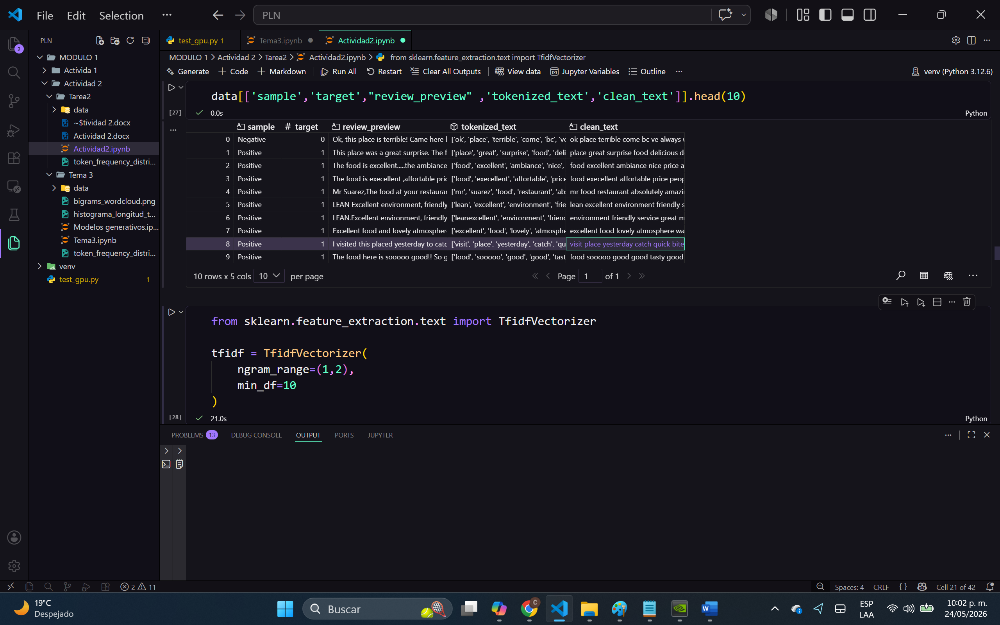 File Edit Selection ··· PLN
PLN
test_gpu.py 1 Tema3.ipynb Actividad2.ipynb
MODULO 1 > Actividad 2 > Tarea2 > Actividad2.ipynb > from sklearn.feature_extraction.text import TfidfVectorizer
Generate + Code + Markdown Run All Restart Clear All Outputs View data Jupyter Variables Outline ··· venv (Python 3.12.6)
2
MODULO 1
Activida 1
Actividad 2
Tarea2
data
~$tividad 2.docx
Actividad 2.docx
Actividad2.ipynb
token_frequency_distri...
Tema 3
data
bigrams_wordcloud.png
histograma_longitud_t...
Modelos generativos.ip...
Tema3.ipynb
token_frequency_distri...
venv
test_gpu.py 1
data[['sample','target',"review_preview" ,'tokenized_text','clean_text']].head(10)
[27] 0.0s Python
sample # target review_preview tokenized_text clean_text
0 Negative 0 Ok, this place is terrible! Came here ['ok', 'place', 'terrible', 'come', 'bc', 've ok place terrible come bc ve always
1 Positive 1 This place was a great surprise. The f ['place', 'great', 'surprise', 'food', 'deli place great surprise food delicious d
2 Positive 1 The food is excellent.....the ambiance ['food', 'excellent', 'ambiance', 'nice', food excellent ambiance nice price a
3 Positive 1 The food is execellent ,affortable pric ['food', 'execellent', 'affortable', 'price food execellent affortable price peop
4 Positive 1 Mr Suarez,The food at your restaurar ['mr', 'suarez', 'food', 'restaurant', 'ab mr food restaurant absolutely amazi
5 Positive 1 LEAN Excellent environment, friendly ['lean', 'excellent', 'environment', 'frie lean excellent environment friendly s
6 Positive 1 LEAN.Excellent environment, friendly ['leanexcellent', 'environment', 'frienc environment friendly service great m
7 Positive 1 Excellent food and lovely atmosphere ['excellent', 'food', 'lovely', 'atmosphe excellent food lovely atmosphere wa
8 Positive 1 I visited this placed yesterday to catc ['visit', 'place', 'yesterday', 'catch', 'qu visit place yesterday catch quick bite
9 Positive 1 The food here is sooooo good!! So g ['food', 'sooooo', 'good', 'good', 'tast food sooooo good good tasty good
10 rows x 5 cols 10 per page Page 1 of 1
from sklearn.feature_extraction.text import TfidfVectorizer
tfidf = TfidfVectorizer(
ngram_range=(1,2),
min_df=10
)
[28] 21.0s Python
PROBLEMS 13 DEBUG CONSOLE OUTPUT PORTS JUPYTER
2 11 Spaces: 4 CRLF { } Cell 21 of 42
19°C
Despejado
Buscar
C
ESP
LAA
10:02 p. m.
24/05/2026